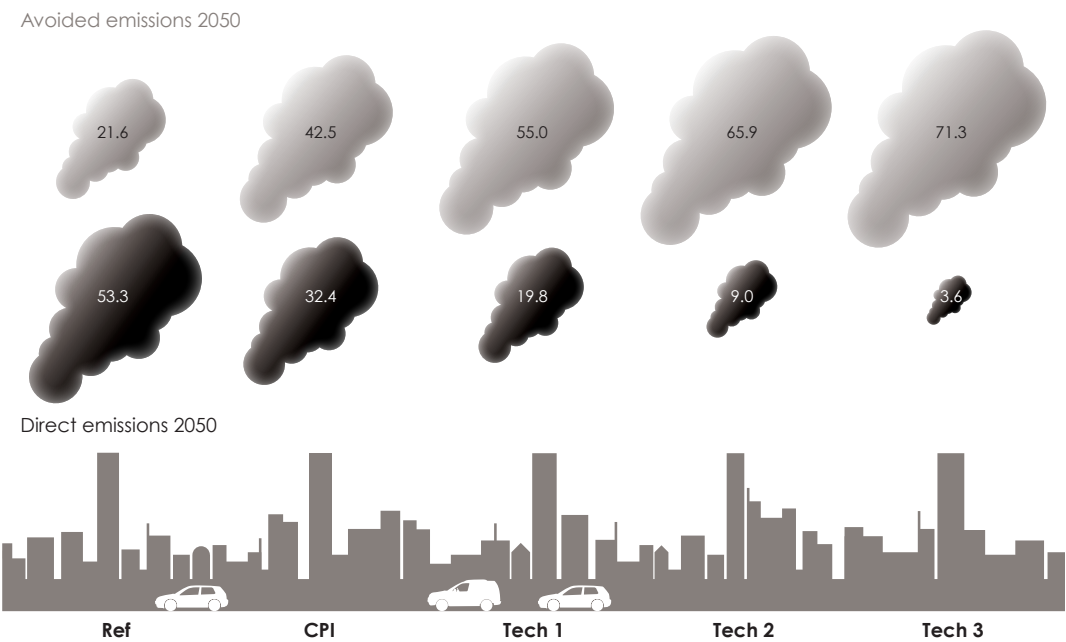 Avoided emissions 2050
21.6 42.5 55.0 65.9 71.3
53.3 32.4 19.8 9.0 3.6
Direct emissions 2050
Ref CPI Tech 1 Tech 2 Tech 3